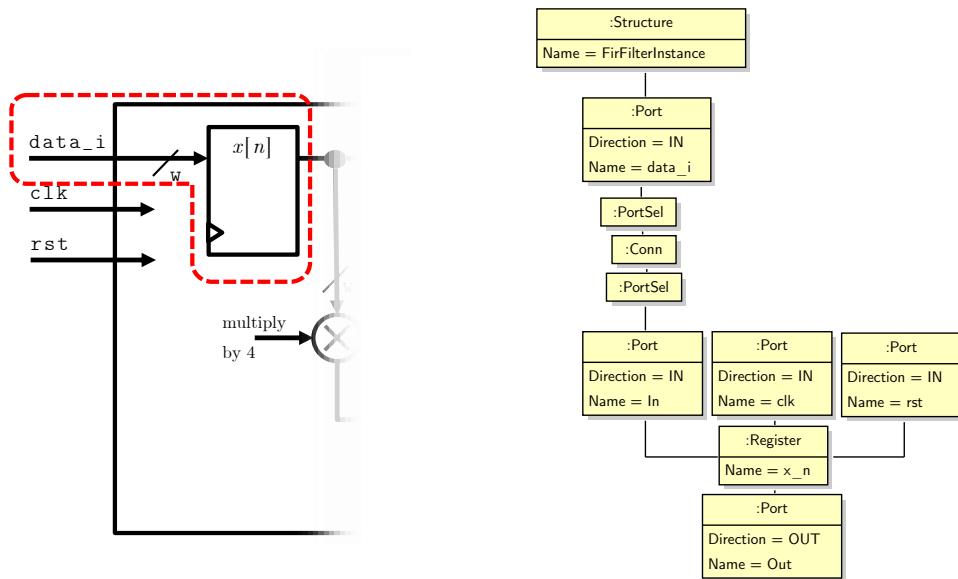 data_i
w
clk
rst
x[n]
w
multiply
by 4
:Structure
Name = FirFilterInstance
:Port
Direction = IN
Name = data_i
:PortSel
:Conn
:PortSel
:Port
Direction = IN
Name = In
:Port
Direction = IN
Name = clk
:Port
Direction = IN
Name = rst
:Register
Name = x_n
:Port
Direction = OUT
Name = Out